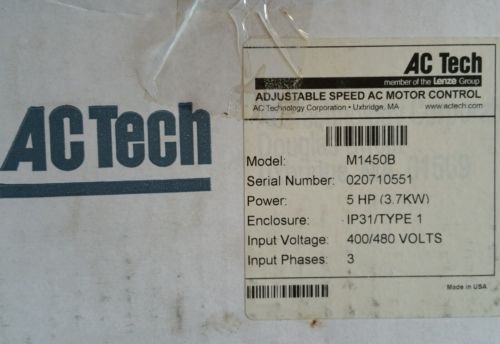 AC Tech
AC Tech
member of the Lenze Group
ADJUSTABLE SPEED AC MOTOR CONTROL
AC Technology Corporation • Uxbridge, MA www.actech.com
Model: M1450B
Serial Number: 020710551
Power: 5 HP (3.7KW)
Enclosure: IP31/TYPE 1
Input Voltage: 400/480 VOLTS
Input Phases: 3
Made in USA